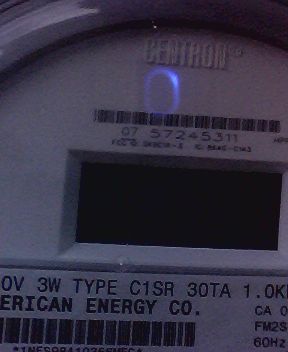 CENTRON
07 57245311
0V 3W TYPE C1SR 30TA 1.0K
ERICAN ENERGY CO.
CA 0
FM2S
60HZ